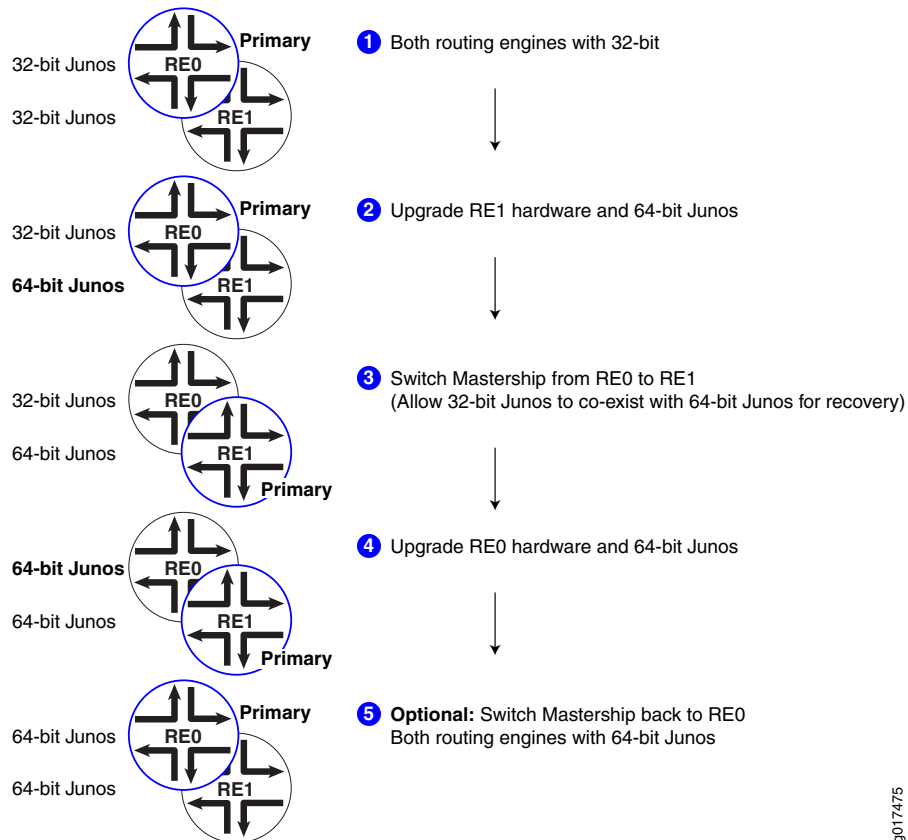 Primary
1 Both routing engines with 32-bit
32-bit Junos
RE0
32-bit Junos
RE1
Primary
2 Upgrade RE1 hardware and 64-bit Junos
32-bit Junos
RE0
64-bit Junos
RE1
3 Switch Mastership from RE0 to RE1
(Allow 32-bit Junos to co-exist with 64-bit Junos for recovery)
32-bit Junos
RE0
64-bit Junos
RE1
Primary
4 Upgrade RE0 hardware and 64-bit Junos
64-bit Junos
RE0
64-bit Junos
RE1
Primary
Primary
5 Optional: Switch Mastership back to RE0
Both routing engines with 64-bit Junos
64-bit Junos
RE0
64-bit Junos
RE1
g017475